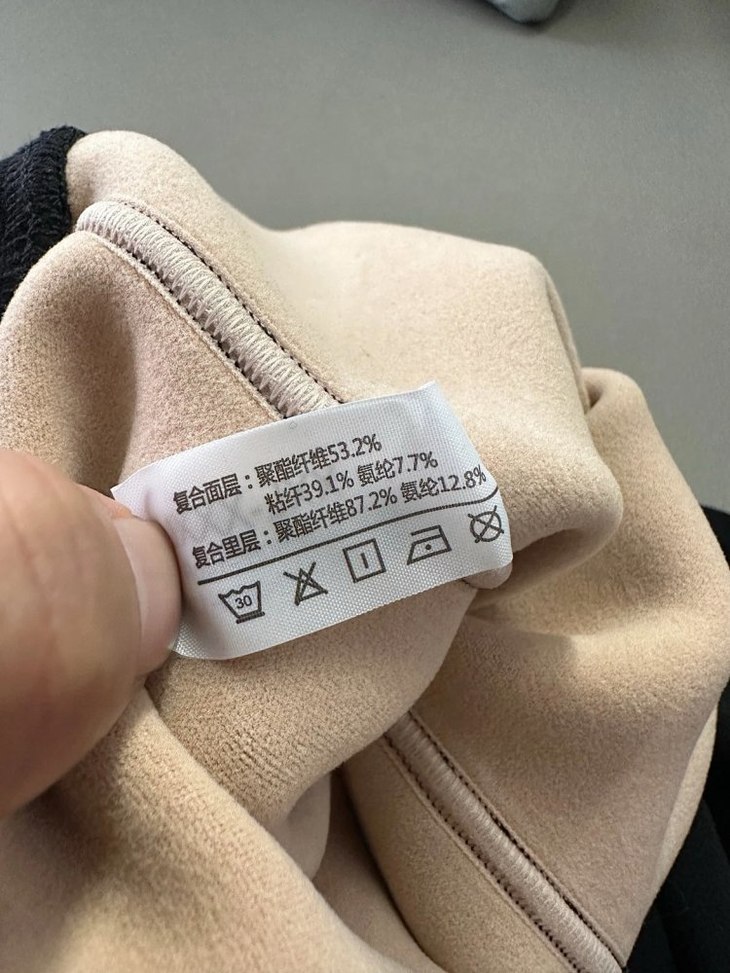 复合面层：聚酯纤维53.2%
粘纤39.1% 氨纶7.7%
复合里层：聚酯纤维87.2% 氨纶12.8%
30